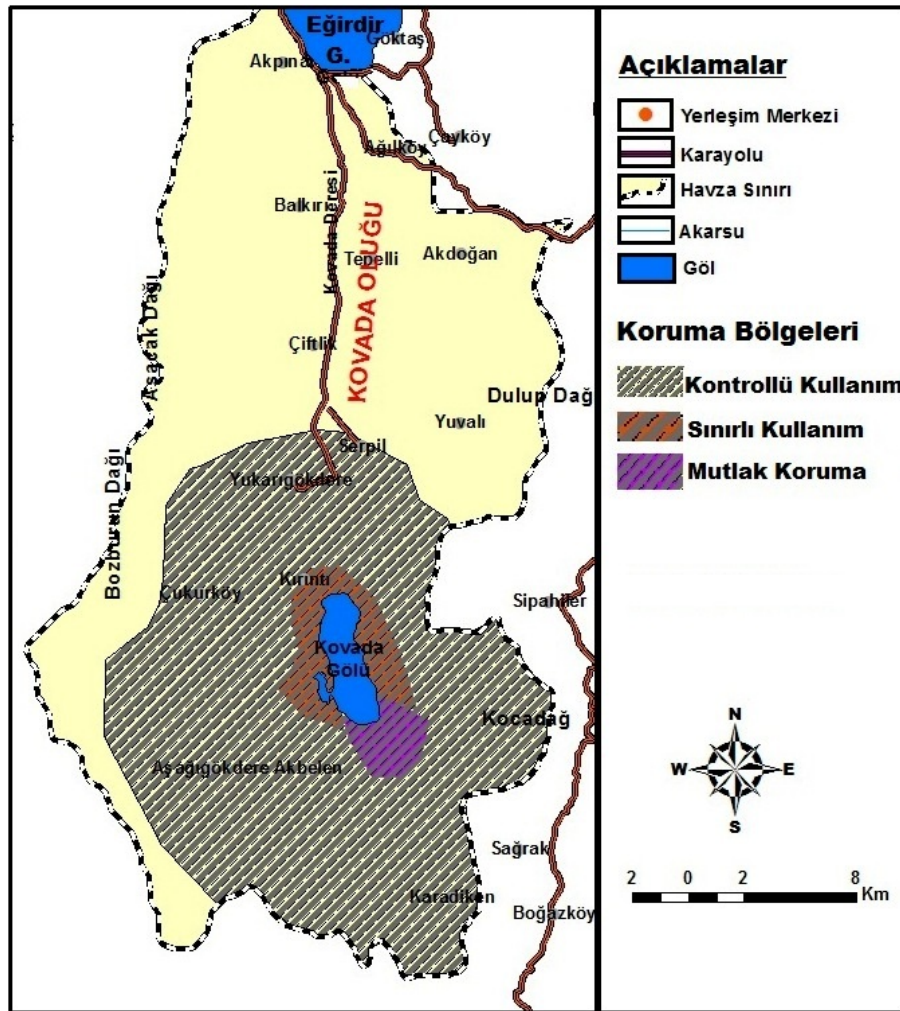 Eğirdir
G.
Göktaş
Akpınar
Çayköy
Ağılköy
Balkırı
Kovada Deresi
KOVADA OLUĞU
Tepelli
Akdoğan
Aşacak Dağı
Çiftlik
Dulup Dağ
Yuvalı
Serpil
Yukarıgökdere
Bozburun Dağı
Kırıntı
Çukurköy
Sipahiler
Kovada
Gölü
Kocadağ
Aşağıgökdere Akbelen
Sağrak
Karadiken
Boğazköy
Açıklamalar
Yerleşim Merkezi
Karayolu
Havza Sınırı
Akarsu
Göl
Koruma Bölgeleri
Kontrollü Kullanım
Sınırlı Kullanım
Mutlak Koruma
N
W E
S
2 0 2 8
Km